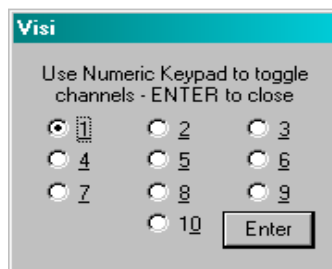 Visi
Use Numeric Keypad to toggle
channels - ENTER to close
1 2 3
4 5 6
7 8 9
10 Enter